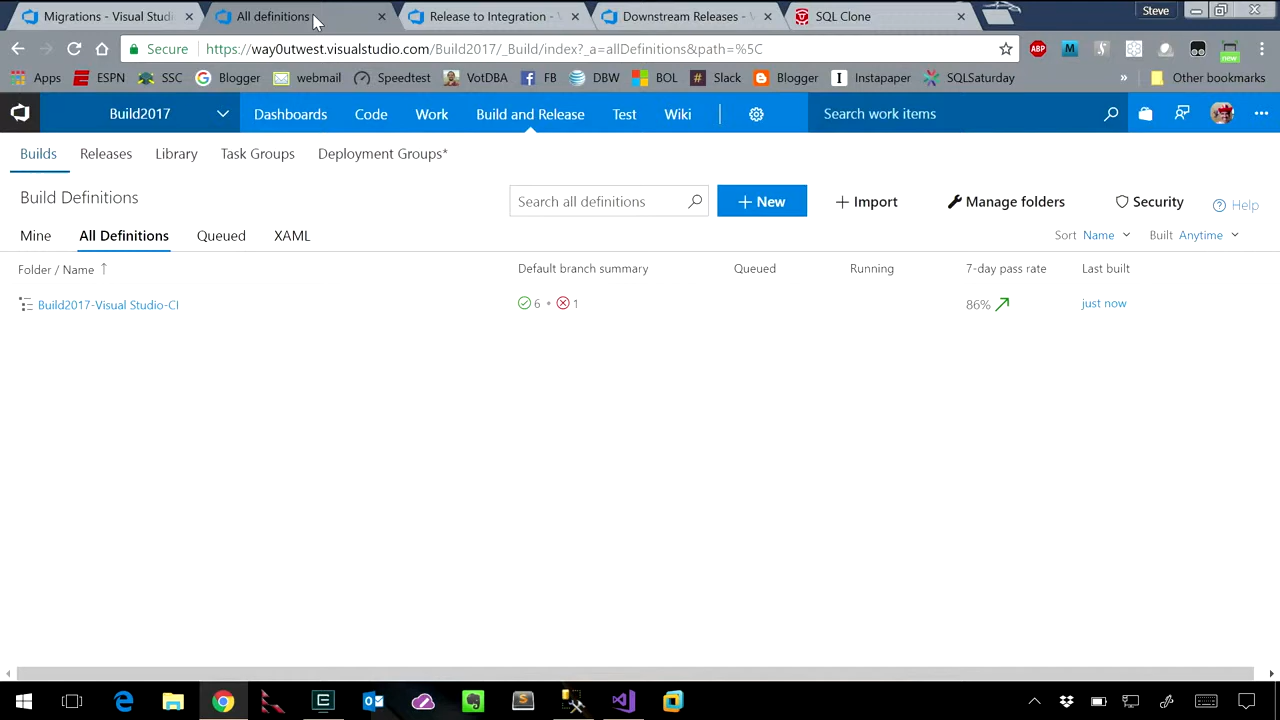 Migrations - Visual Studio
All definitions
Release to Integration - V
Downstream Releases - V
SQL Clone
Steve
Secure
https://way0utwest.visualstudio.com/Build2017/_Build/index?_a=allDefinitions&path=%5C
ABP
M
new
Apps
ESPN
SSC
Blogger
webmail
Speedtest
VotDBA
FB
DBW
BOL
Slack
Blogger
Instapaper
SQLSaturday
»
Other bookmarks
Build2017
Dashboards
Code
Work
Build and Release
Test
Wiki
Search work items
Builds
Releases
Library
Task Groups
Deployment Groups*
Build Definitions
Search all definitions
+ New
+ Import
Manage folders
Security
Help
Mine
All Definitions
Queued
XAML
Sort Name
Built Anytime
Folder / Name ↑
Default branch summary
Queued
Running
7-day pass rate
Last built
Build2017-Visual Studio-CI
6 • 1
86%
just now